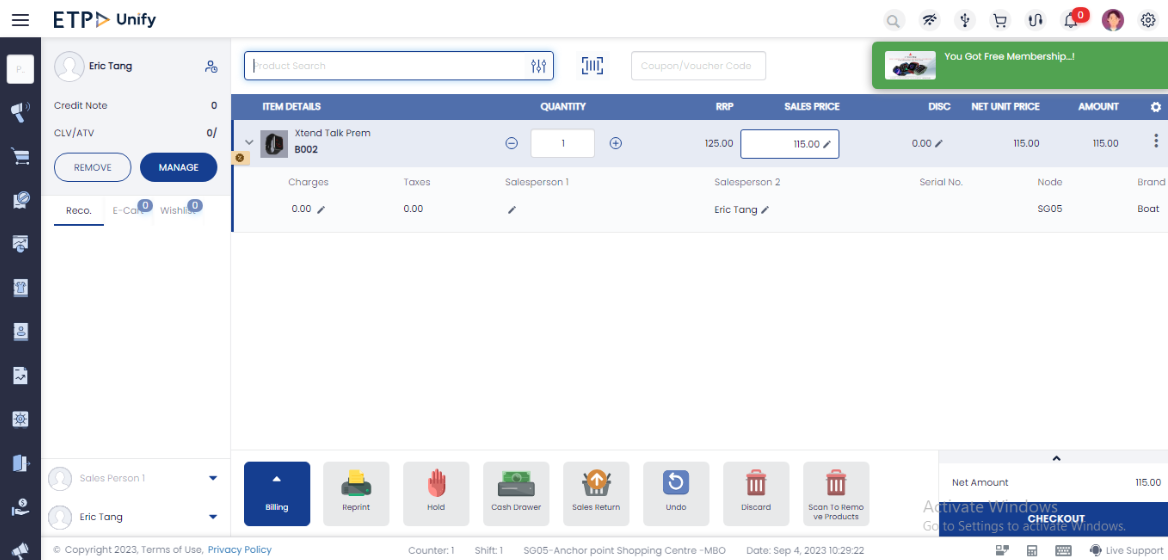 ETP Unify
0
P..
Eric Tang
Credit Note 0
CLV/ATV 0/
REMOVE MANAGE
Reco. E-Cart 0 Wishlist 0
Sales Person 1
Eric Tang
Product Search
Coupon/Voucher Code
You Got Free Membership...!
ITEM DETAILS QUANTITY RRP SALES PRICE DISC NET UNIT PRICE AMOUNT
Xtend Talk Prem
B002
1 125.00 115.00 0.00 115.00 115.00
Charges Taxes Salesperson 1 Salesperson 2 Serial No. Node Brand
0.00 0.00 Eric Tang SG05 Boat
Billing
Reprint
Hold
Cash Drawer
Sales Return
Undo
Discard
Scan To Remo
ve Products
Net Amount 115.00
CHECKOUT
Activate Windows
Go to Settings to activate Windows.
© Copyright 2023, Terms of Use, Privacy Policy
Counter: 1 Shift: 1 SG05-Anchor point Shopping Centre -MBO Date: Sep 4, 2023 10:29:22
Live Support